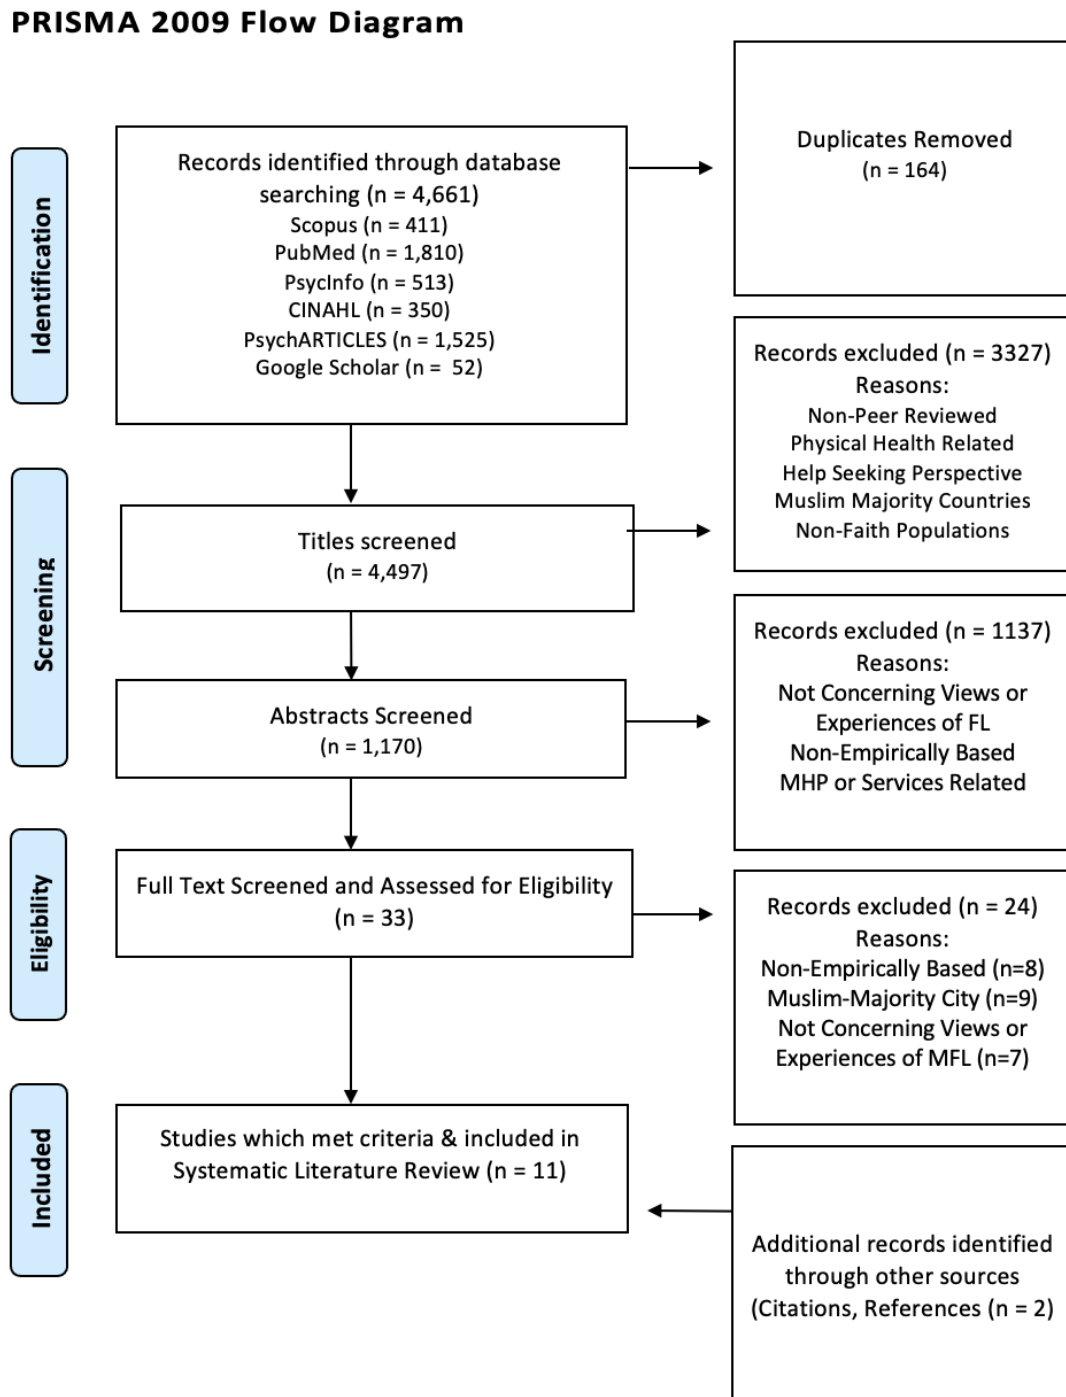 PRISMA 2009 Flow Diagram
Identification
Records identified through database
searching (n = 4,661)
Scopus (n = 411)
PubMed (n = 1,810)
PsycInfo (n = 513)
CINAHL (n = 350)
PsychARTICLES (n = 1,525)
Google Scholar (n =  52)
Duplicates Removed
(n = 164)
Screening
Titles screened
(n = 4,497)
Records excluded (n = 3327)
Reasons:
Non-Peer Reviewed
Physical Health Related
Help Seeking Perspective
Muslim Majority Countries
Non-Faith Populations
Abstracts Screened
(n = 1,170)
Records excluded (n = 1137)
Reasons:
Not Concerning Views or
Experiences of FL
Non-Empirically Based
MHP or Services Related
Eligibility
Full Text Screened and Assessed for Eligibility
(n = 33)
Records excluded (n = 24)
Reasons:
Non-Empirically Based (n=8)
Muslim-Majority City (n=9)
Not Concerning Views or
Experiences of MFL (n=7)
Included
Studies which met criteria & included in
Systematic Literature Review (n = 11)
Additional records identified
through other sources
(Citations, References (n = 2)